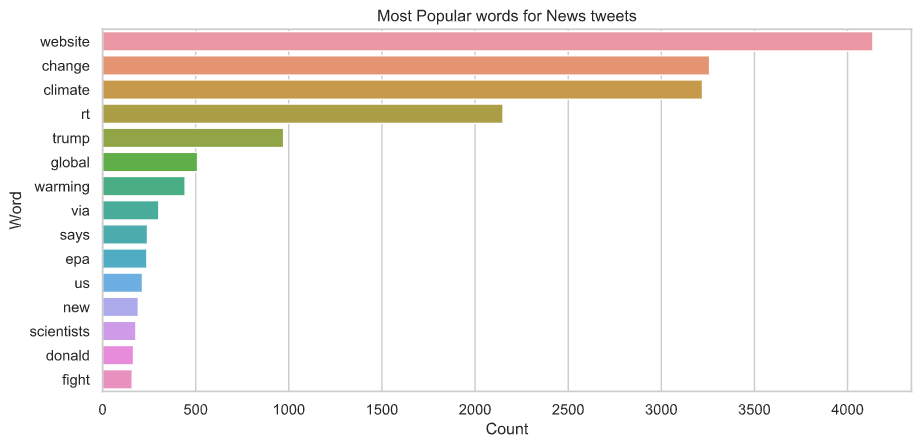 Most Popular words for News tweets
website
change
climate
rt
trump
global
warming
via
says
epa
us
new
scientists
donald
fight
Word
0 500 1000 1500 2000 2500 3000 3500 4000
Count